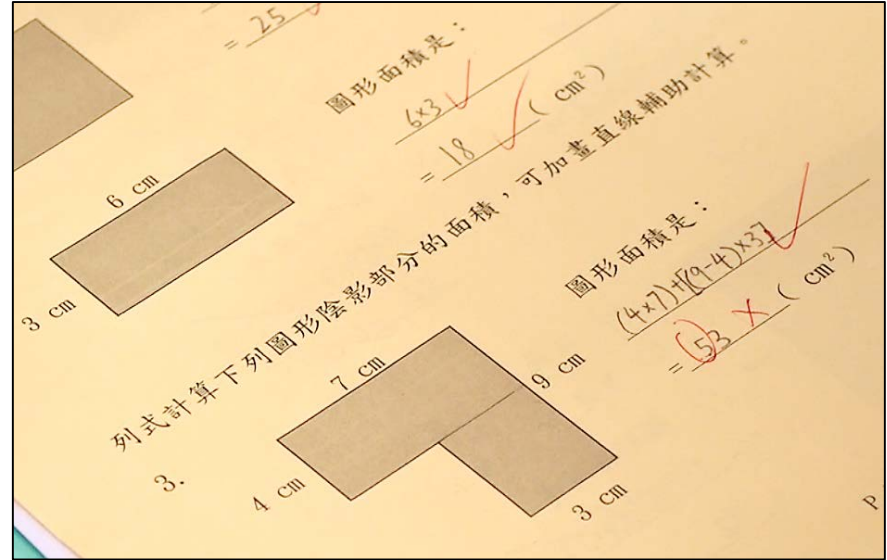 = 25
圖形面積是：
6×3
= 18 ( cm²)
6 cm
3 cm
列式計算下列圖形陰影部分的面積，可加畫直線輔助計算。
3.
7 cm
9 cm
4 cm
3 cm
圖形面積是：
(4×7)+[(9-4)×3]
= 53 ( cm²)
P